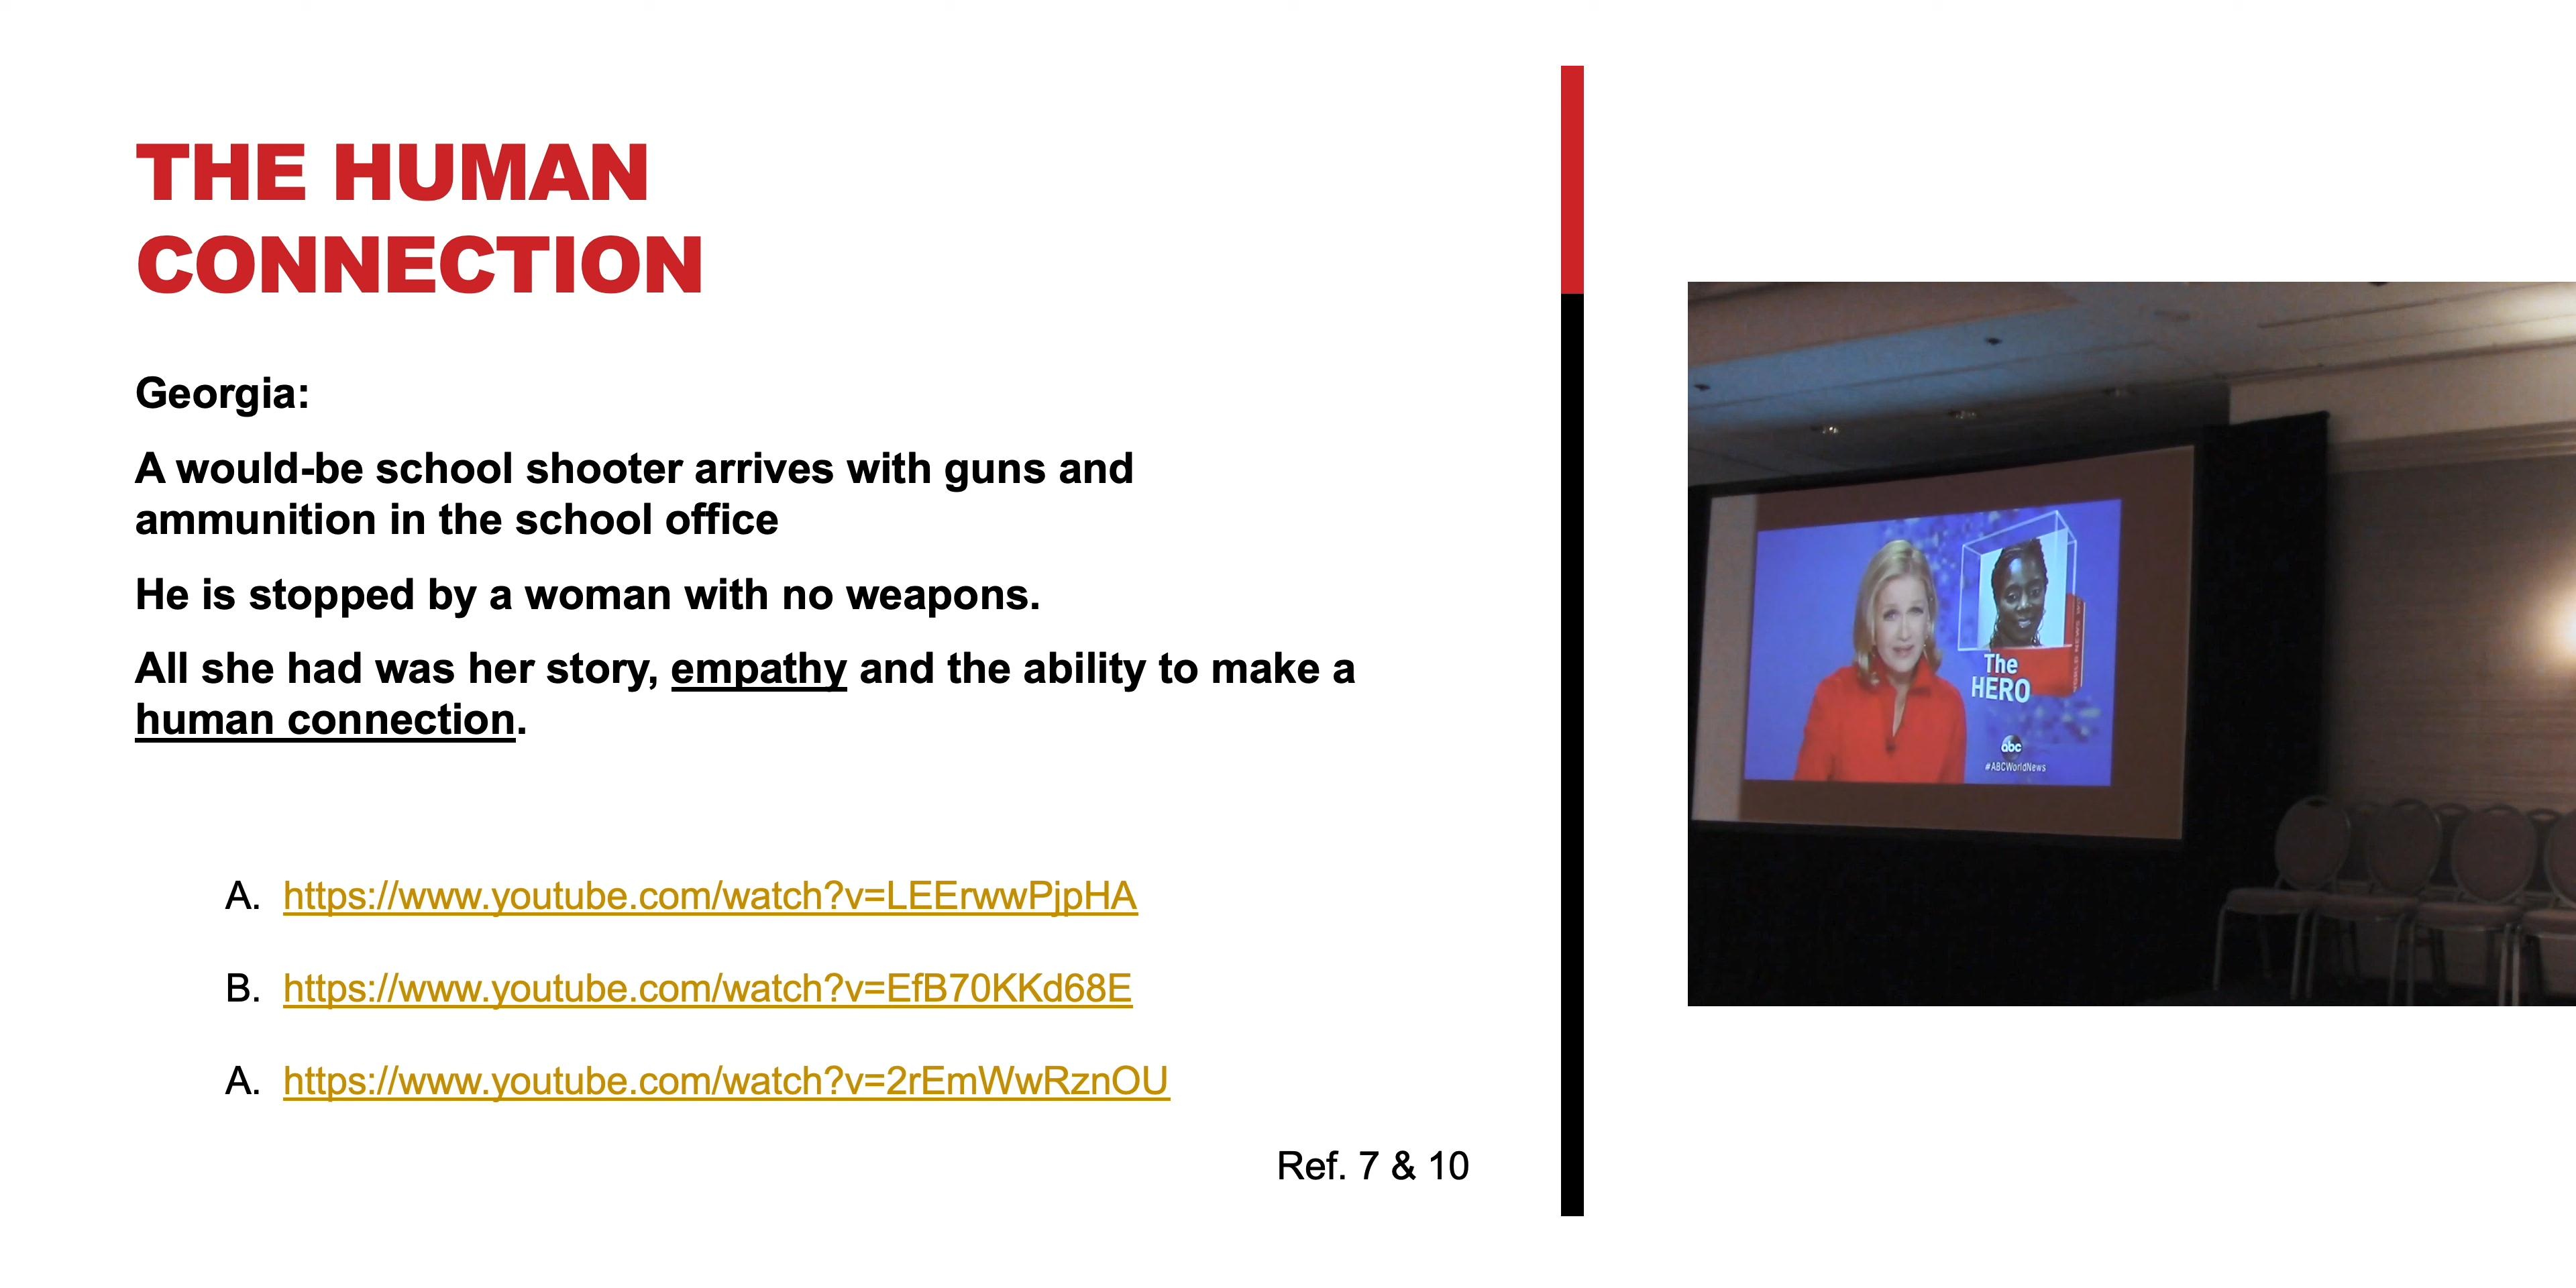 THE HUMAN
CONNECTION
Georgia:
A would-be school shooter arrives with guns and
ammunition in the school office
He is stopped by a woman with no weapons.
All she had was her story, empathy and the ability to make a
human connection.
A. https://www.youtube.com/watch?v=LEErwwPjpHA
B. https://www.youtube.com/watch?v=EfB70KKd68E
A. https://www.youtube.com/watch?v=2rEmWwRznOU
Ref. 7 & 10
The
HERO
abc
#ABCWorldNews